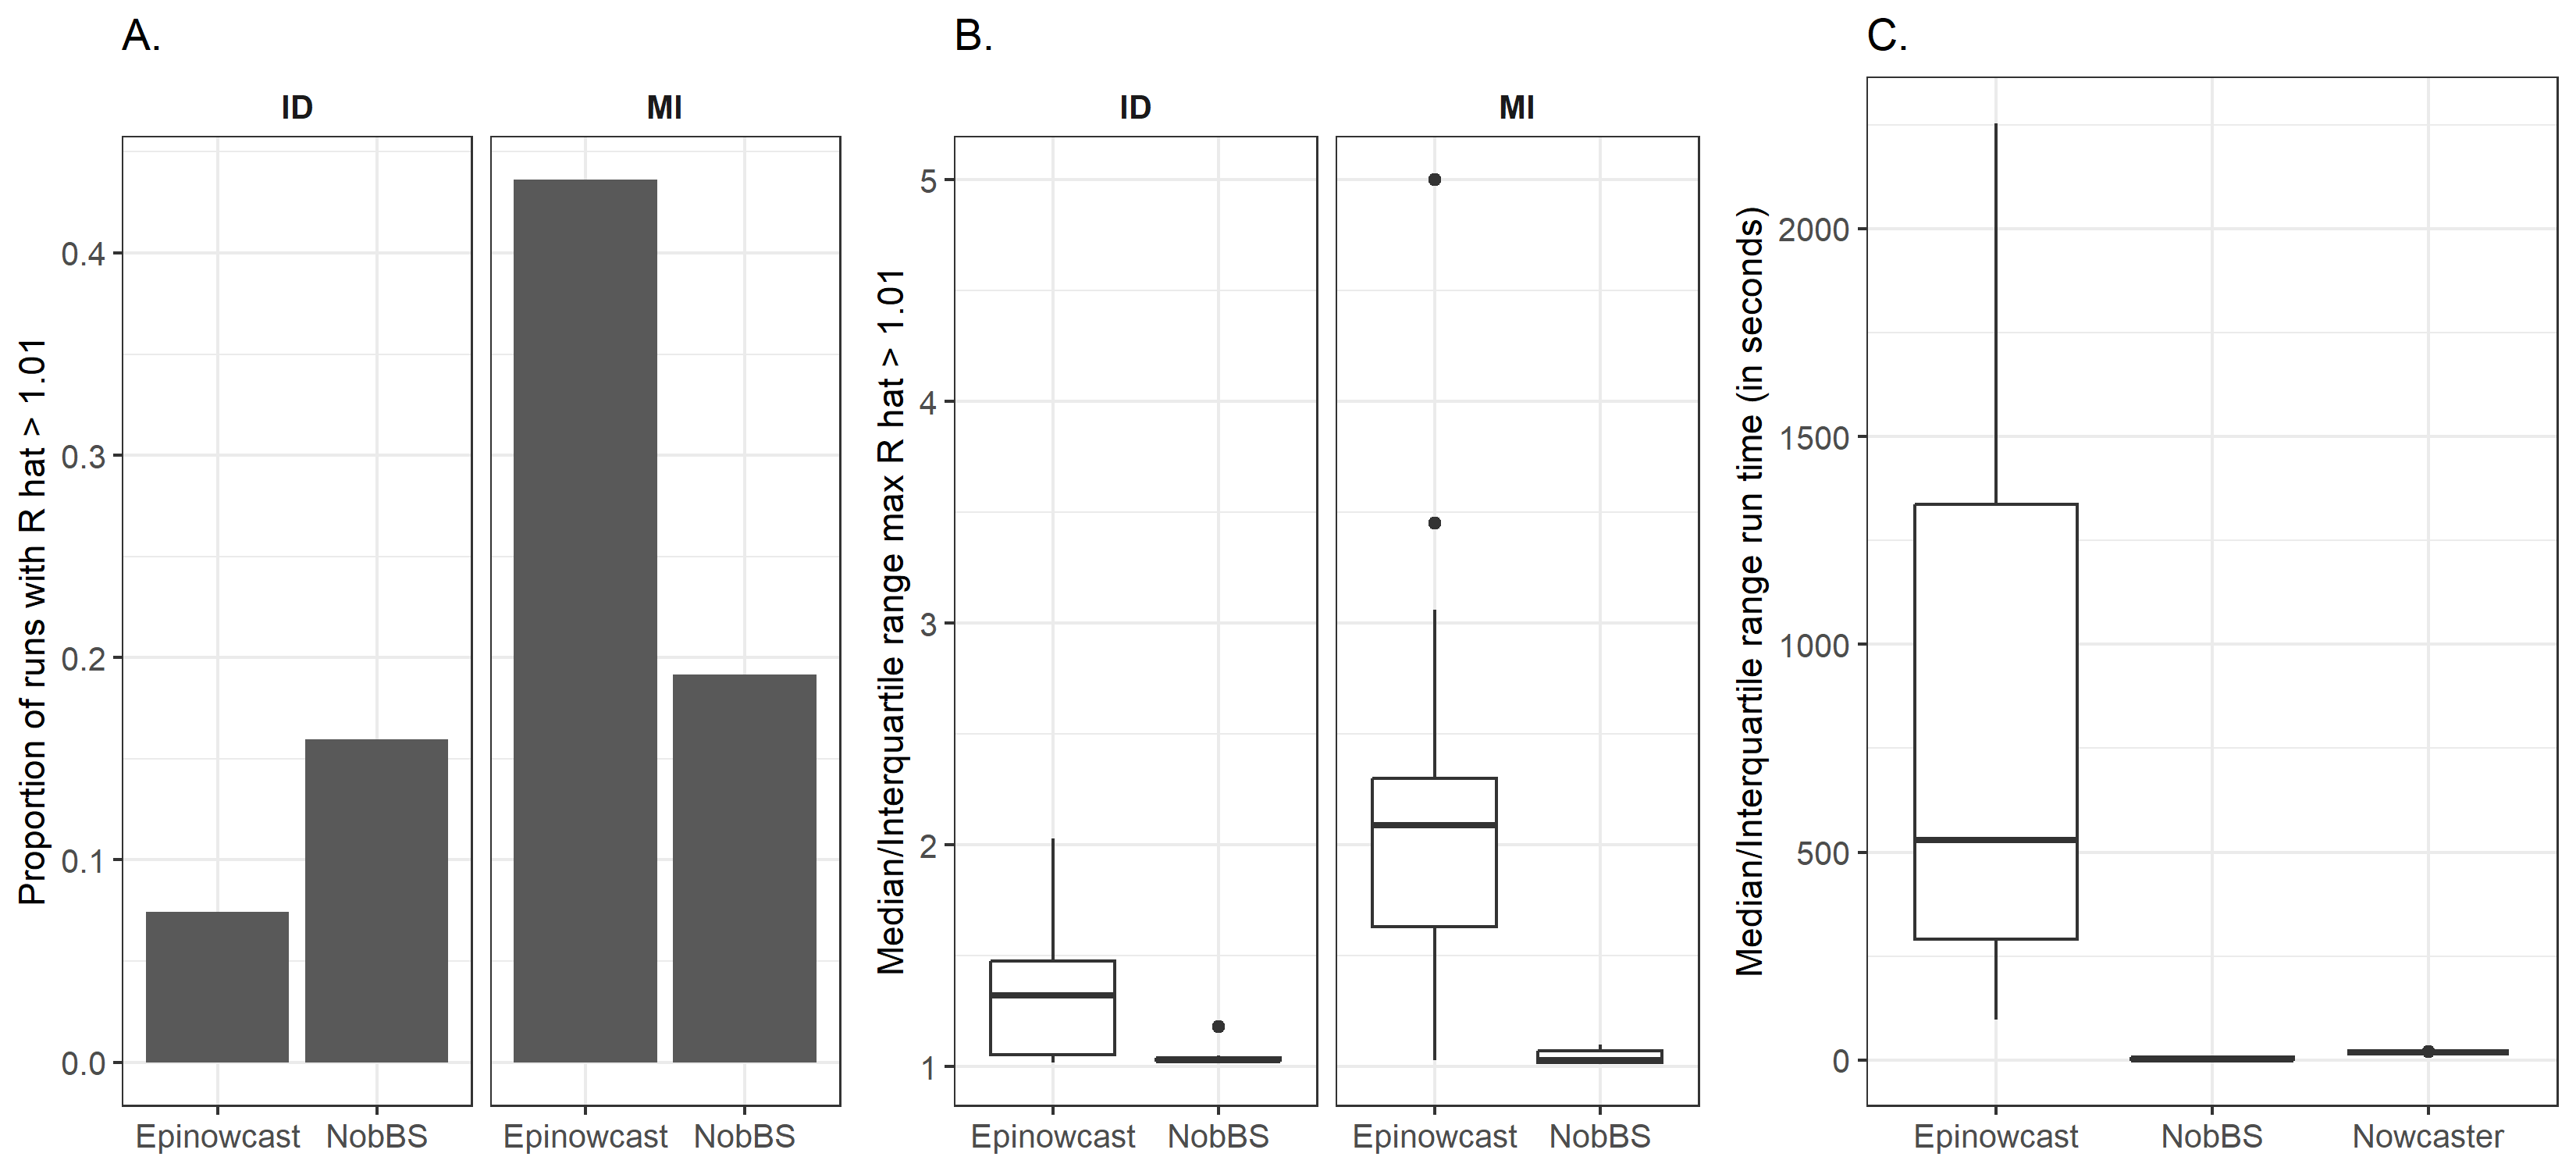 A.
ID
MI
Proportion of runs with R hat > 1.01
0.4
0.3
0.2
0.1
0.0
Epinowcast
NobBS
Epinowcast
NobBS
B.
ID
MI
Median/Interquartile range max R hat > 1.01
5
4
3
2
1
Epinowcast
NobBS
Epinowcast
NobBS
C.
Median/Interquartile range run time (in seconds)
2000
1500
1000
500
0
Epinowcast
NobBS
Nowcaster